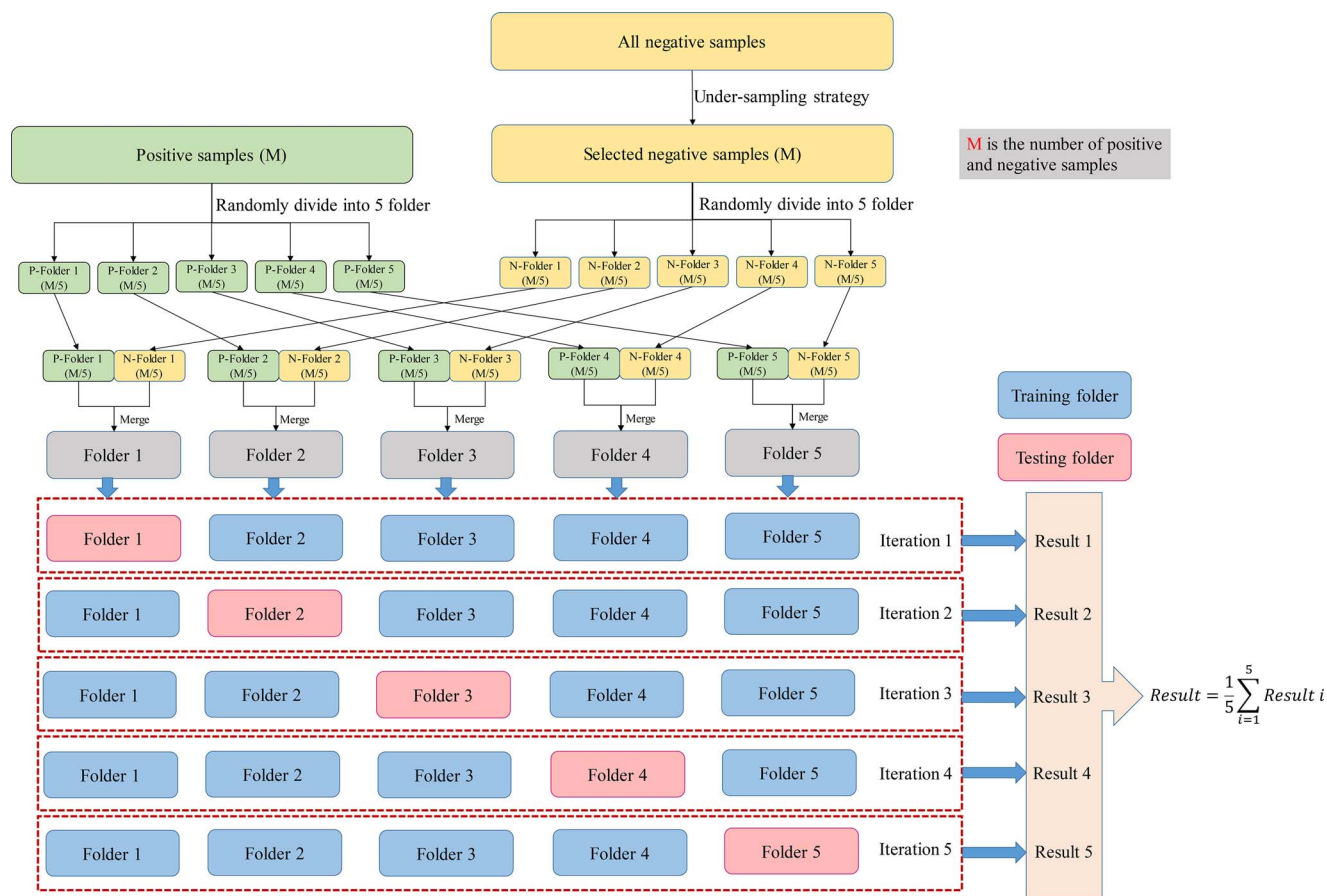 All negative samples
Under-sampling strategy
Positive samples (M)
Selected negative samples (M)
M is the number of positive
and negative samples
Randomly divide into 5 folder
Randomly divide into 5 folder
P-Folder 1
(M/5)
P-Folder 2
(M/5)
P-Folder 3
(M/5)
P-Folder 4
(M/5)
P-Folder 5
(M/5)
N-Folder 1
(M/5)
N-Folder 2
(M/5)
N-Folder 3
(M/5)
N-Folder 4
(M/5)
N-Folder 5
(M/5)
P-Folder 1
(M/5)
N-Folder 1
(M/5)
P-Folder 2
(M/5)
N-Folder 2
(M/5)
P-Folder 3
(M/5)
N-Folder 3
(M/5)
P-Folder 4
(M/5)
N-Folder 4
(M/5)
P-Folder 5
(M/5)
N-Folder 5
(M/5)
Merge
Merge
Merge
Merge
Merge
Training folder
Testing folder
Folder 1
Folder 2
Folder 3
Folder 4
Folder 5
Folder 1 Folder 2 Folder 3 Folder 4 Folder 5 Iteration 1 Result 1
Folder 1 Folder 2 Folder 3 Folder 4 Folder 5 Iteration 2 Result 2
Folder 1 Folder 2 Folder 3 Folder 4 Folder 5 Iteration 3 Result 3
Folder 1 Folder 2 Folder 3 Folder 4 Folder 5 Iteration 4 Result 4
Folder 1 Folder 2 Folder 3 Folder 4 Folder 5 Iteration 5 Result 5
Result = 1/5 ∑_{i=1}^{5} Result i